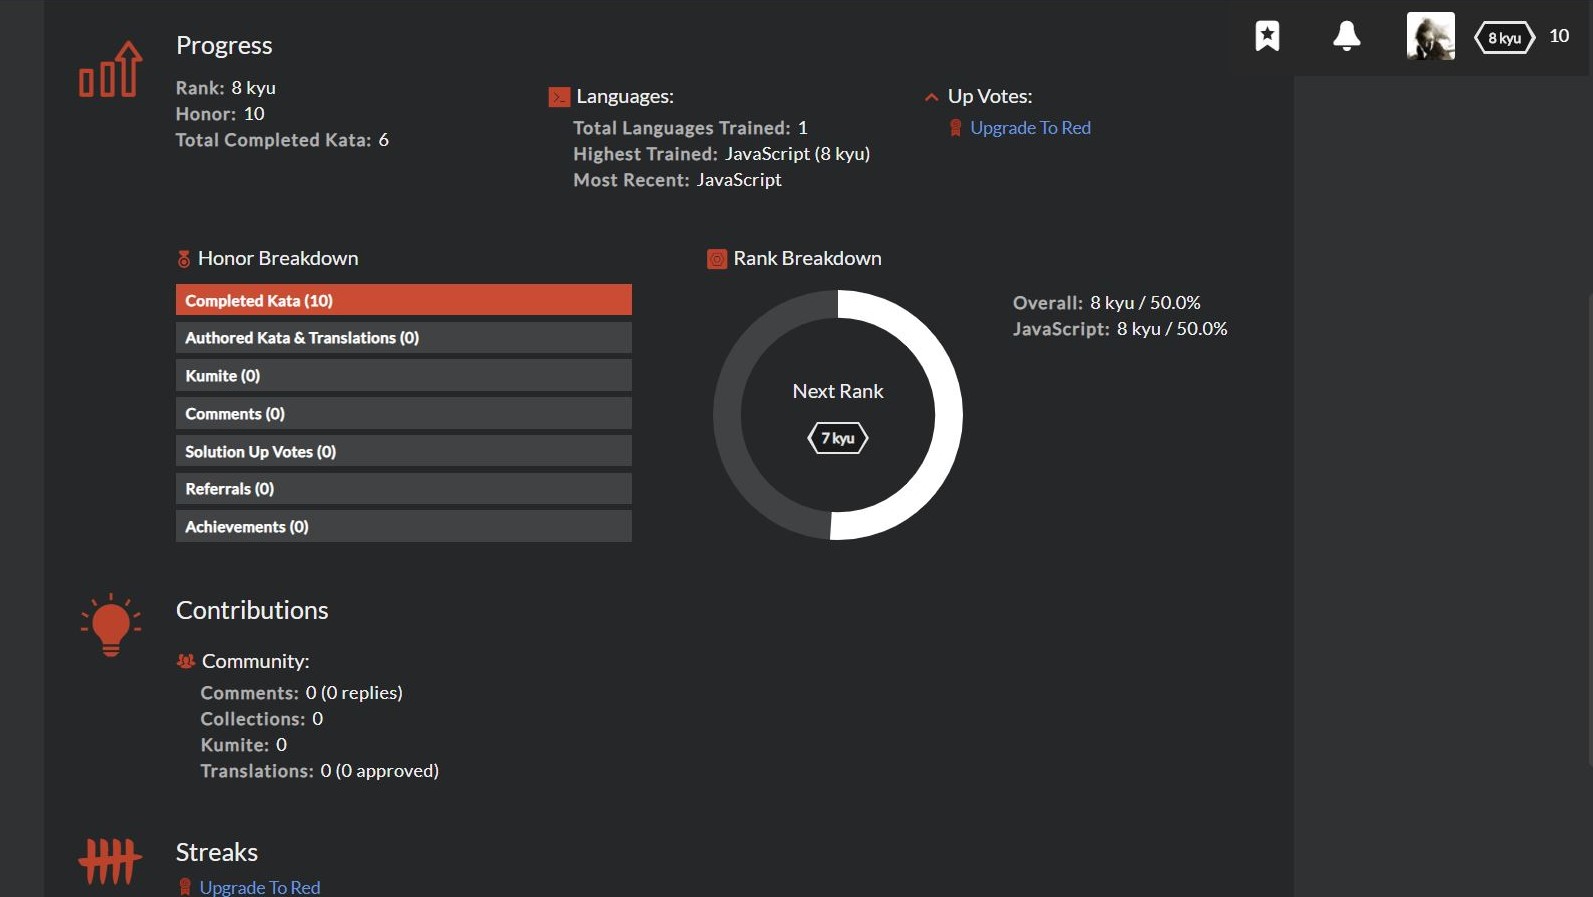 8 kyu
10
Progress
Rank: 8 kyu
Honor: 10
Total Completed Kata: 6
Languages:
Total Languages Trained: 1
Highest Trained: JavaScript (8 kyu)
Most Recent: JavaScript
Up Votes:
Upgrade To Red
Honor Breakdown
Completed Kata (10)
Authored Kata & Translations (0)
Kumite (0)
Comments (0)
Solution Up Votes (0)
Referrals (0)
Achievements (0)
Rank Breakdown
Next Rank
7 kyu
Overall: 8 kyu / 50.0%
JavaScript: 8 kyu / 50.0%
Contributions
Community:
Comments: 0 (0 replies)
Collections: 0
Kumite: 0
Translations: 0 (0 approved)
Streaks
Upgrade To Red